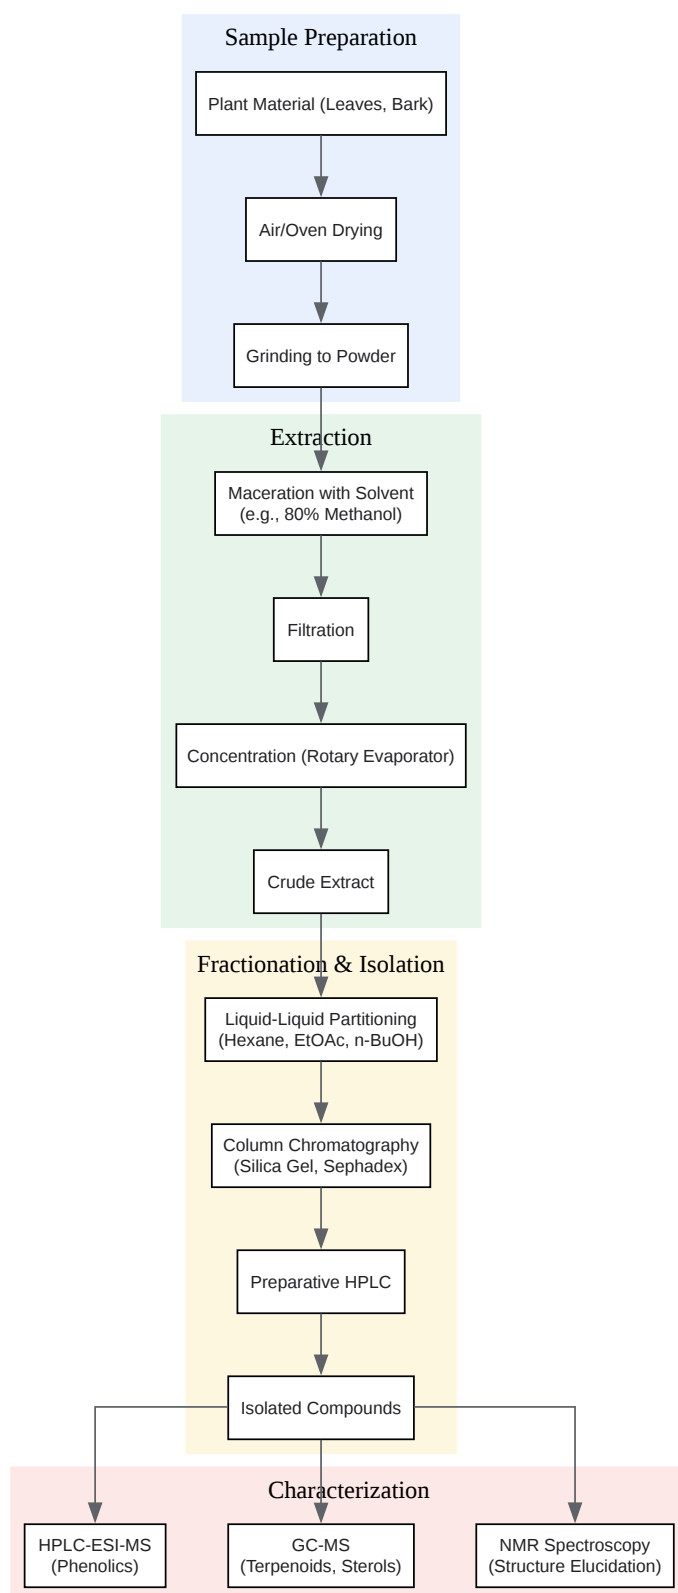 Sample Preparation
Plant Material (Leaves, Bark)
Air/Oven Drying
Grinding to Powder
Extraction
Maceration with Solvent
(e.g., 80% Methanol)
Filtration
Concentration (Rotary Evaporator)
Crude Extract
Fractionation & Isolation
Liquid-Liquid Partitioning
(Hexane, EtOAc, n-BuOH)
Column Chromatography
(Silica Gel, Sephadex)
Preparative HPLC
Isolated Compounds
Characterization
HPLC-ESI-MS
(Phenolics)
GC-MS
(Terpenoids, Sterols)
NMR Spectroscopy
(Structure Elucidation)